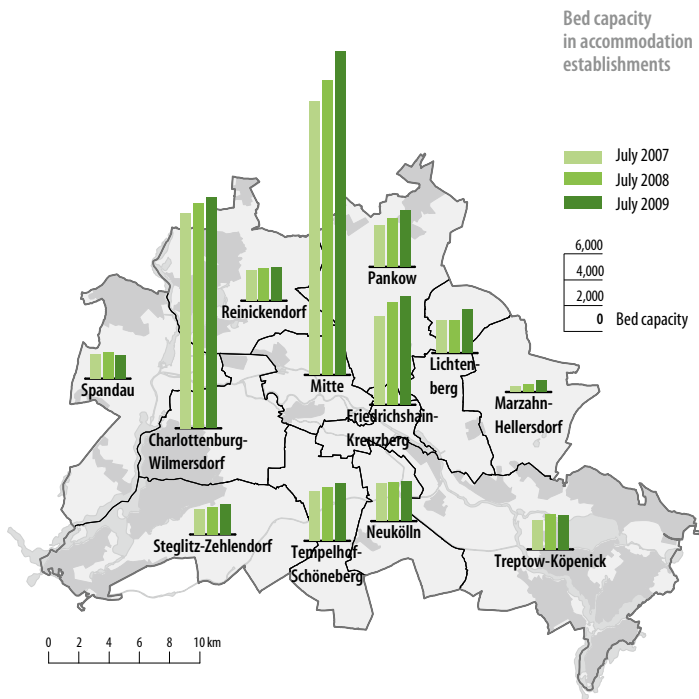 Bed capacity
in accommodation
establishments
July 2007
July 2008
July 2009
6,000
4,000
2,000
0 Bed capacity
Pankow
Reinickendorf
Lichten-
berg
Mitte
Spandau
Marzahn-
Hellersdorf
Friedrichshain-
Kreuzberg
Charlottenburg-
Wilmersdorf
Neukölln
Steglitz-Zehlendorf
Tempelhof-
Schöneberg
Treptow-Köpenick
0 2 4 6 8 10 km